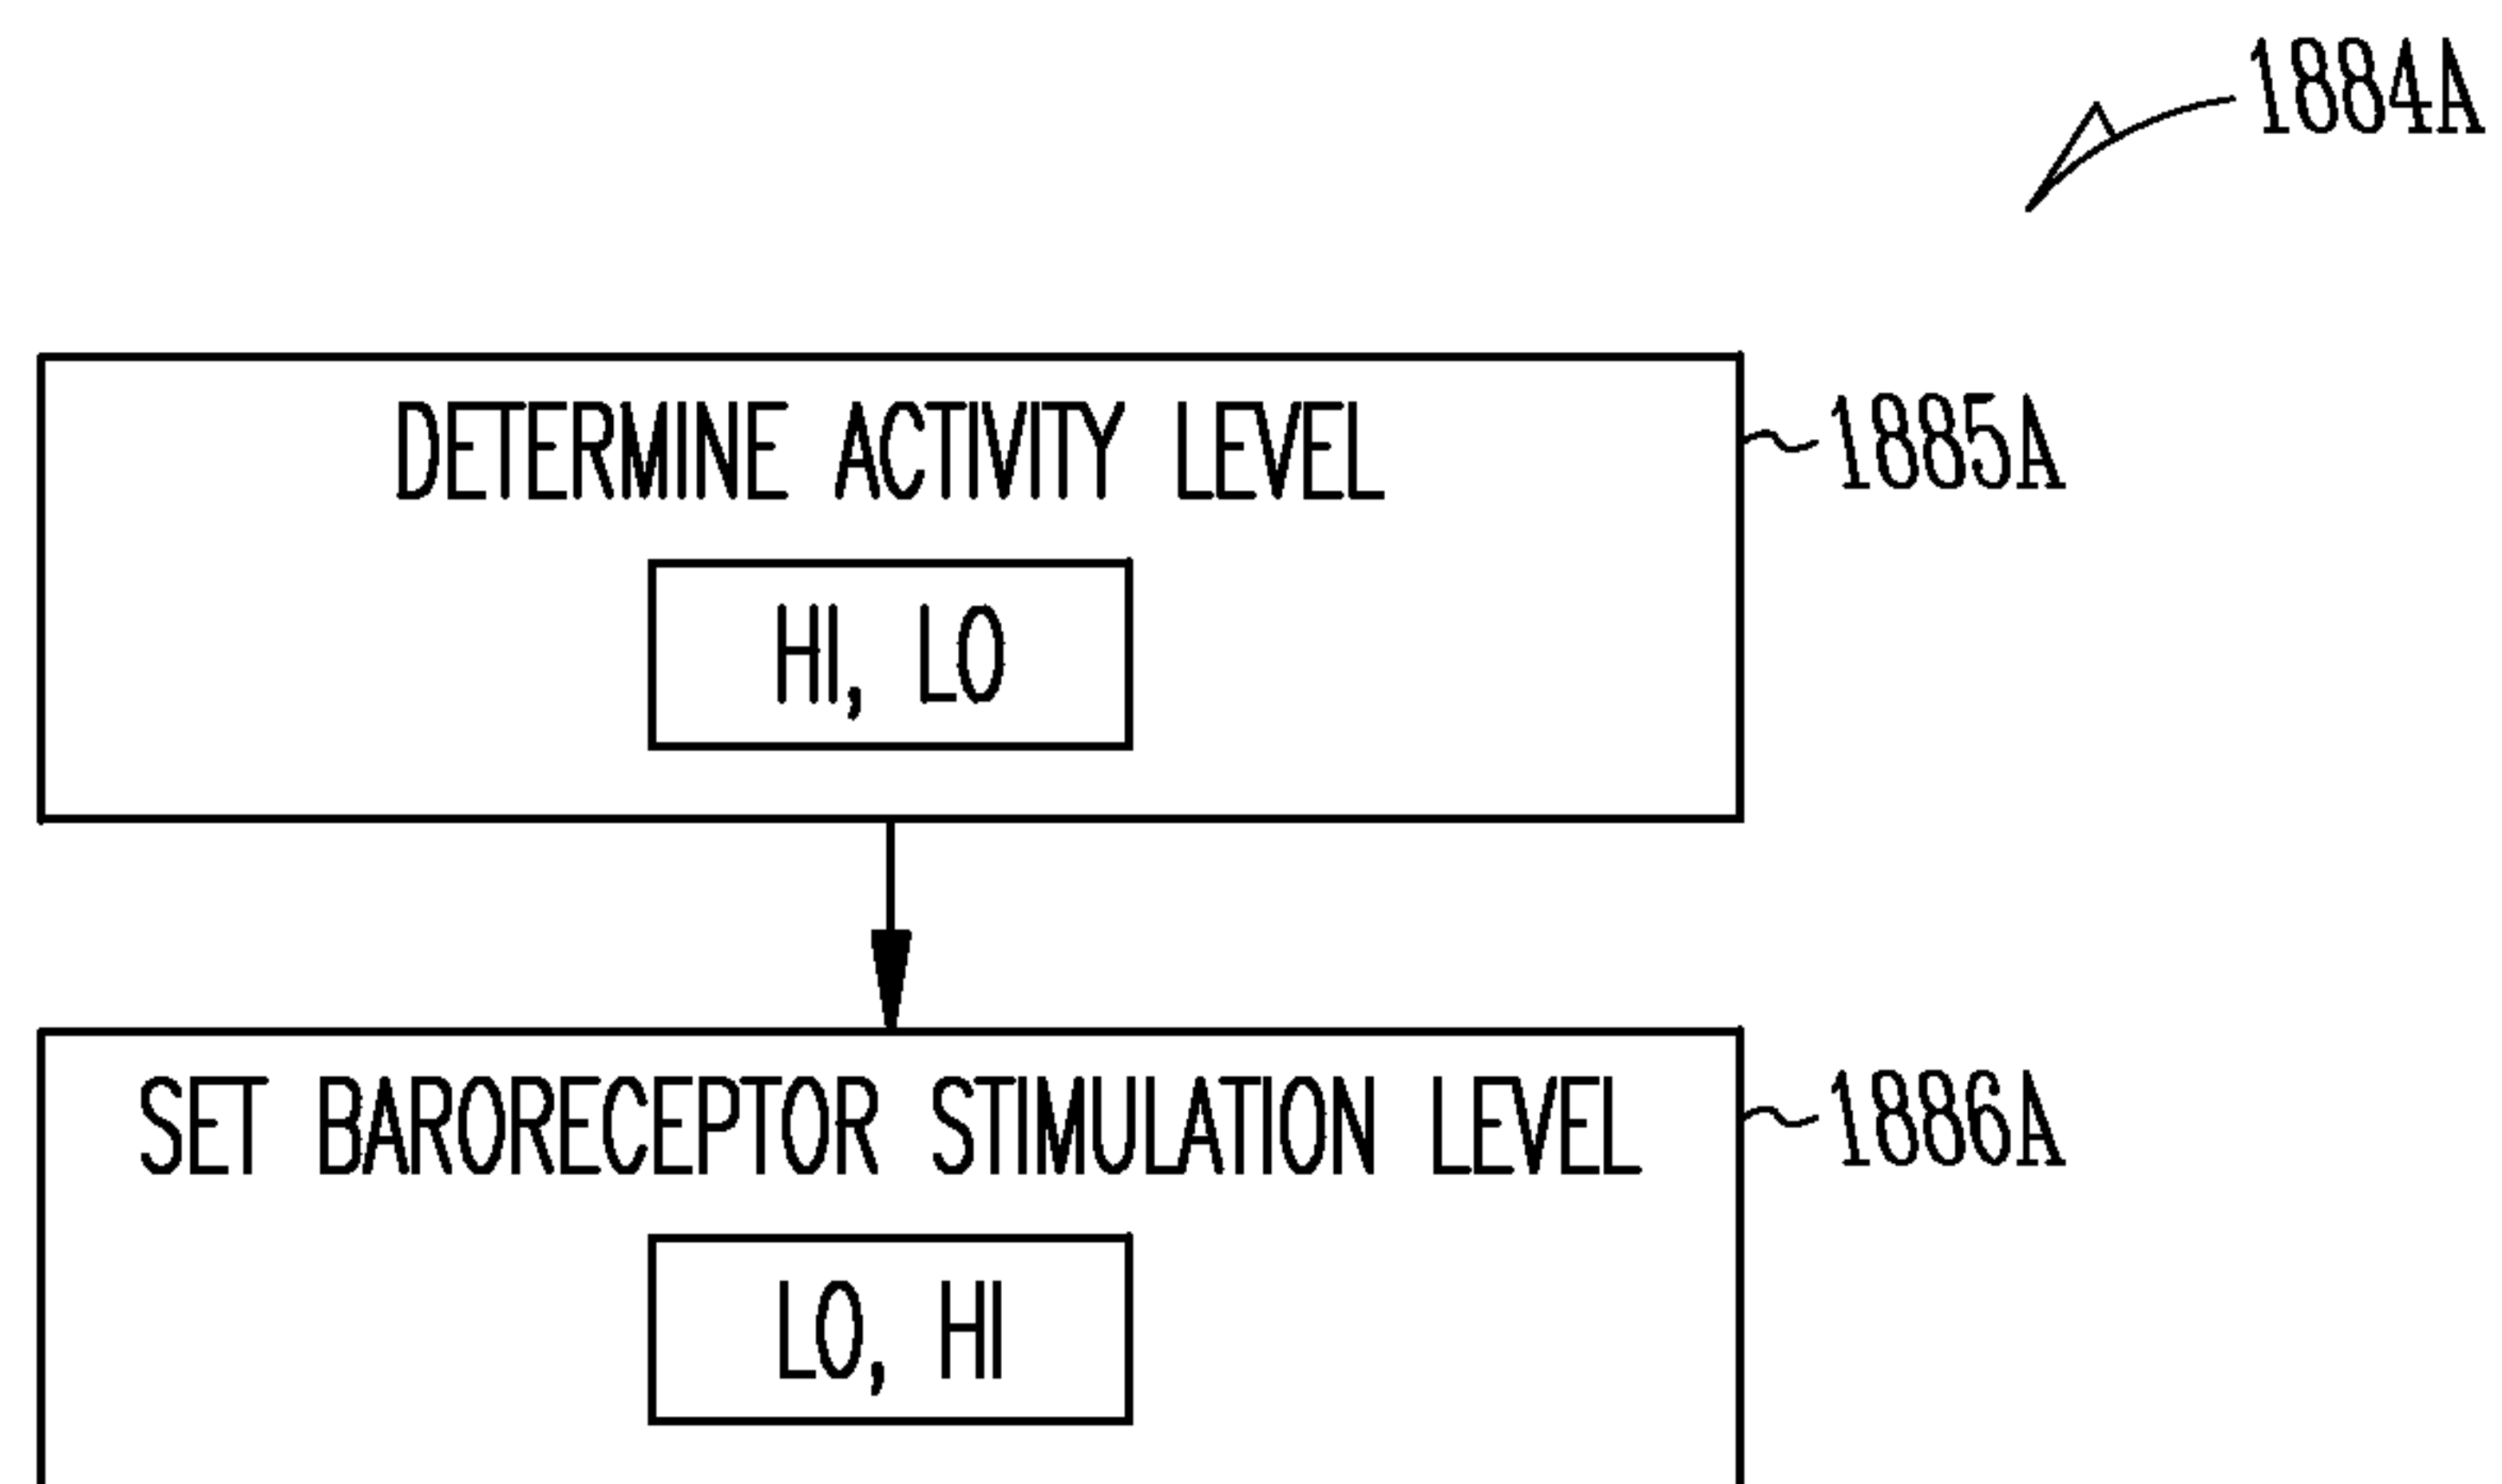 1884A
DETERMINE ACTIVITY LEVEL
1885A
HI, LO
SET BARORECEPTOR STIMULATION LEVEL
1886A
LO, HI